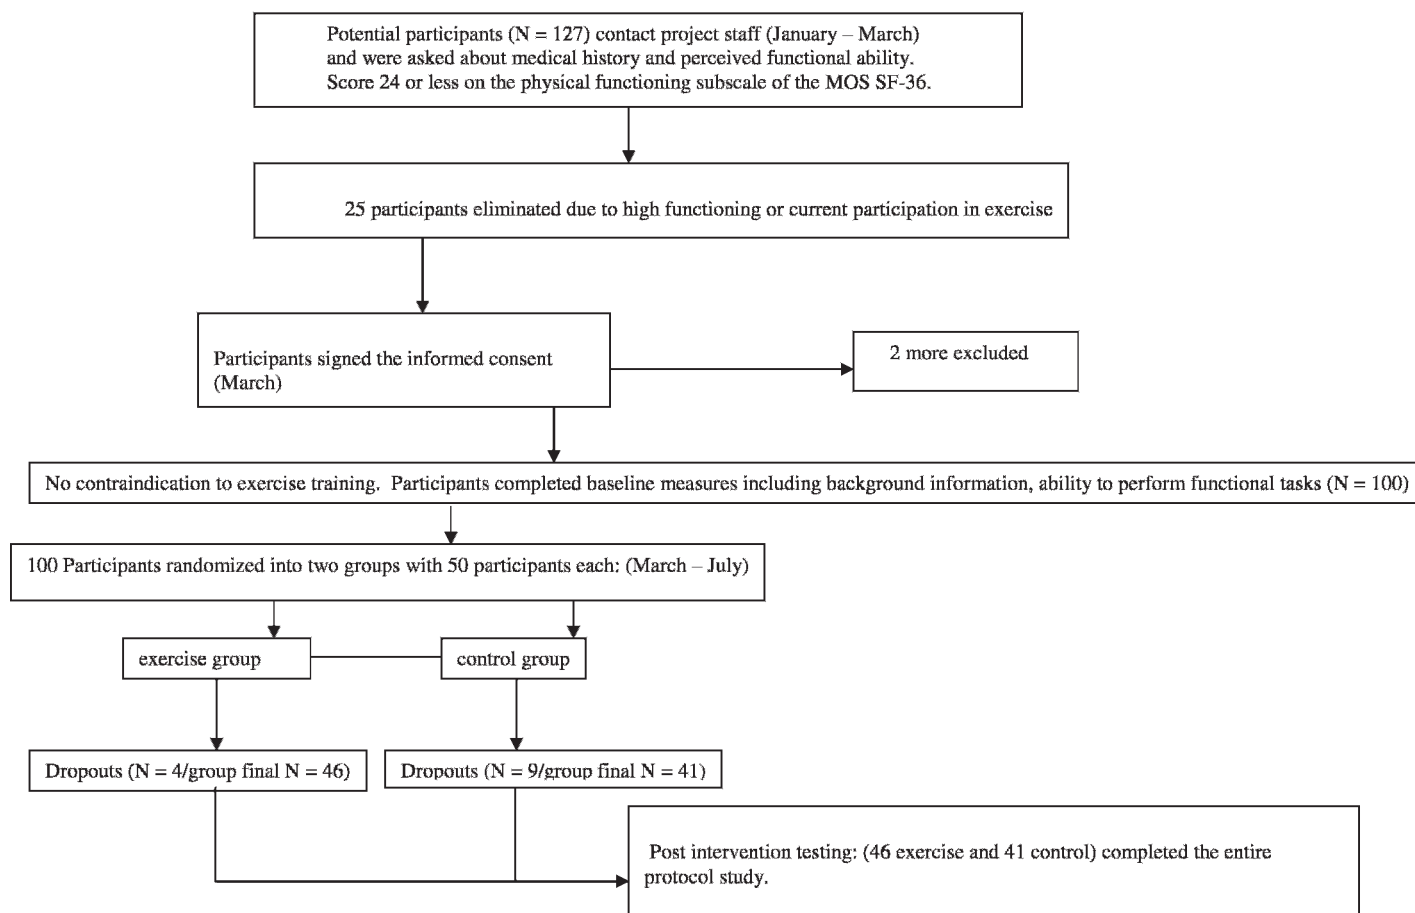 Potential participants (N = 127) contact project staff (January – March)
and were asked about medical history and perceived functional ability.
Score 24 or less on the physical functioning subscale of the MOS SF-36.
25 participants eliminated due to high functioning or current participation in exercise
Participants signed the informed consent
(March)
2 more excluded
No contraindication to exercise training.  Participants completed baseline measures including background information, ability to perform functional tasks (N = 100)
100 Participants randomized into two groups with 50 participants each: (March – July)
exercise group
control group
Dropouts (N = 4/group final N = 46)
Dropouts (N = 9/group final N = 41)
Post intervention testing: (46 exercise and 41 control) completed the entire
protocol study.